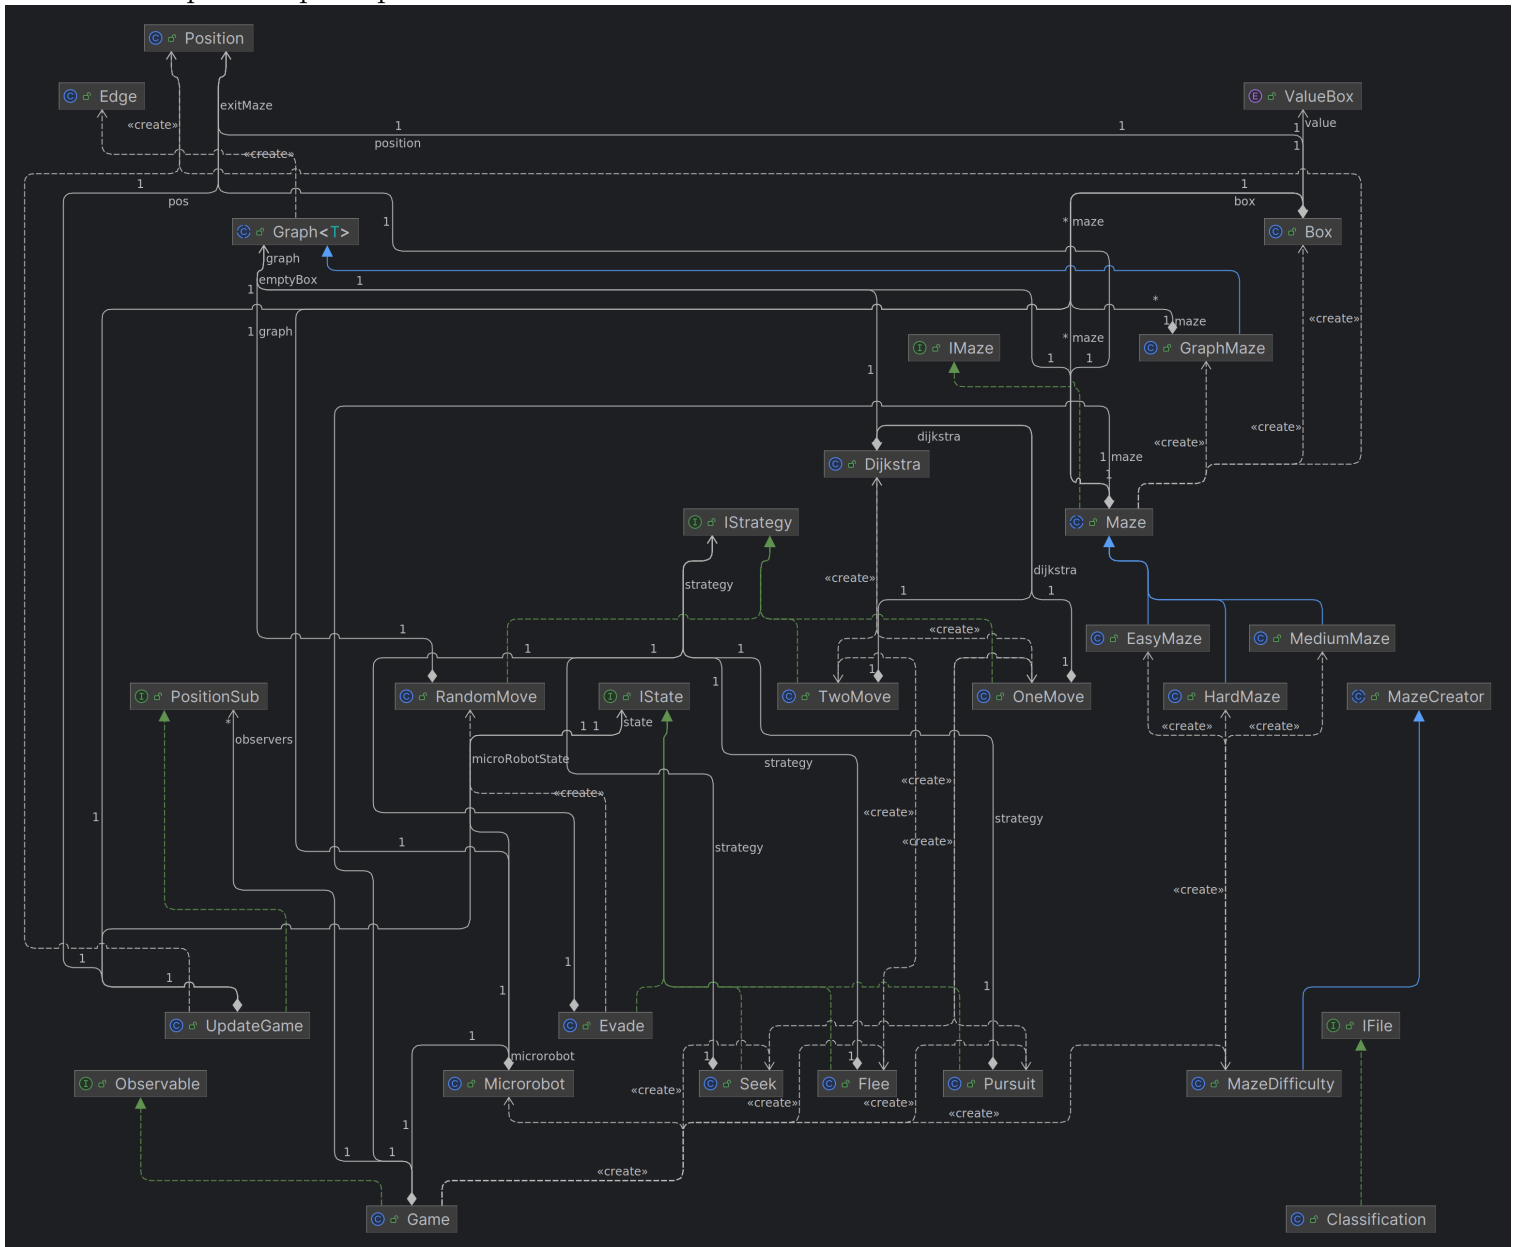 Position
Edge
ValueBox
exitMaze
«create»
1
1
1
value
position
1
«create»
1
pos
1
box
1
* maze
Graph<T>
Box
graph
emptyBox
1
1
*
1 maze
«create»
1 graph
* maze
IMaze
GraphMaze
1
1
1
«create»
dijkstra
«create»
1 maze
Dijkstra
1
IStrategy
Maze
«create»
strategy
dijkstra
1
1
1
«create»
EasyMaze
MediumMaze
1
1
1
1
1
1
PositionSub
RandomMove
IState
TwoMove
OneMove
HardMaze
MazeCreator
*
observers
1 1
state
«create»
«create»
microRobotState
strategy
«create»
«create»
«create»
1
strategy
1
strategy
«create»
«create»
1
1
1
1
1
UpdateGame
Evade
IFile
1
microrobot
1
1
Observable
Microrobot
Seek
Flee
Pursuit
MazeDifficulty
«create»
«create»
«create»
«create»
1
1
1
«create»
Game
Classification